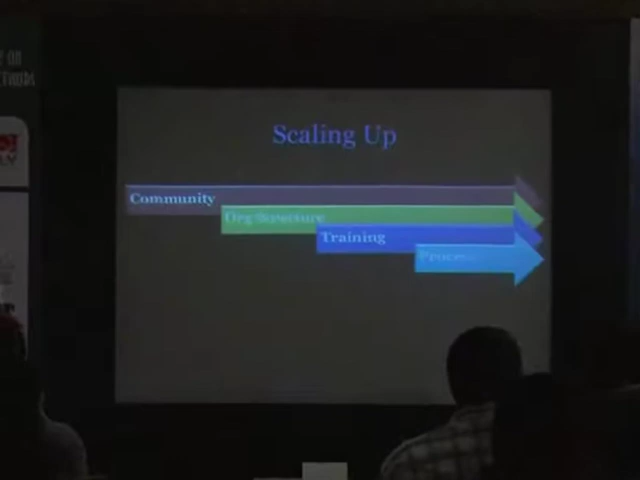 Scaling Up
Community
Org Structure
Training
Process